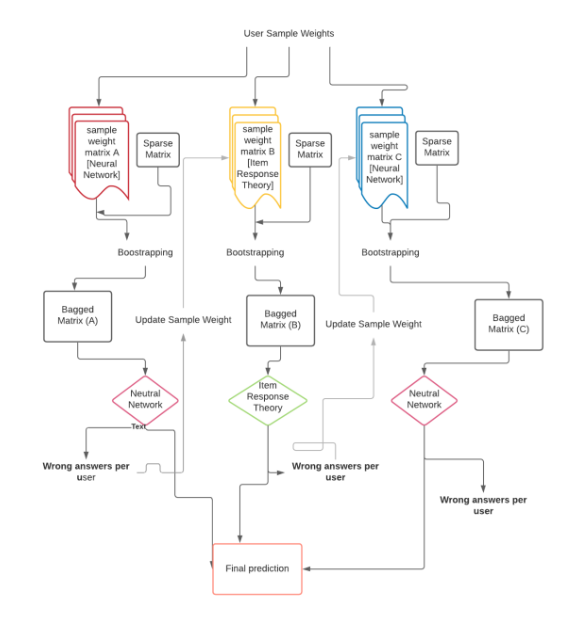 User Sample Weights
sample
weight
matrix A
[Neural
Network]
Sparse
Matrix
sample
weight
matrix B
[Item
Response
Theory]
Sparse
Matrix
sample
weight
matrix C
[Neural
Network]
Sparse
Matrix
Boostrapping
Bootstrapping
Bootstrapping
Bagged
Matrix (A)
Update Sample Weight
Bagged
Matrix (B)
Update Sample Weight
Bagged
Matrix (C)
Neutral
Network
Text
Item
Response
Theory
Neutral
Network
Wrong answers per
user
Wrong answers per
user
Wrong answers per
user
Final prediction